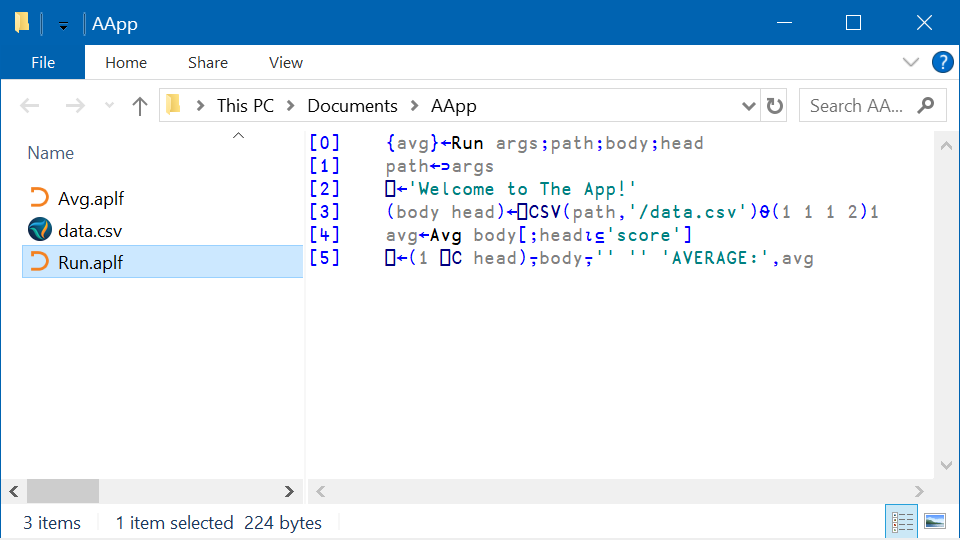 AApp
File Home Share View
This PC Documents AApp Search AA...
Name
Avg.aplf
data.csv
Run.aplf
[0] {avg}←Run args;path;body;head
[1] path←⊃args
[2] ⎕←'Welcome to The App!'
[3] (body head)←⎕CSV(path,'/data.csv')⍬(1 1 1 2)1
[4] avg←Avg body[;head⍳⊆'score']
[5] ⎕←(1 ⎕C head)⍪body⍪'' '' 'AVERAGE:',avg
3 items 1 item selected 224 bytes